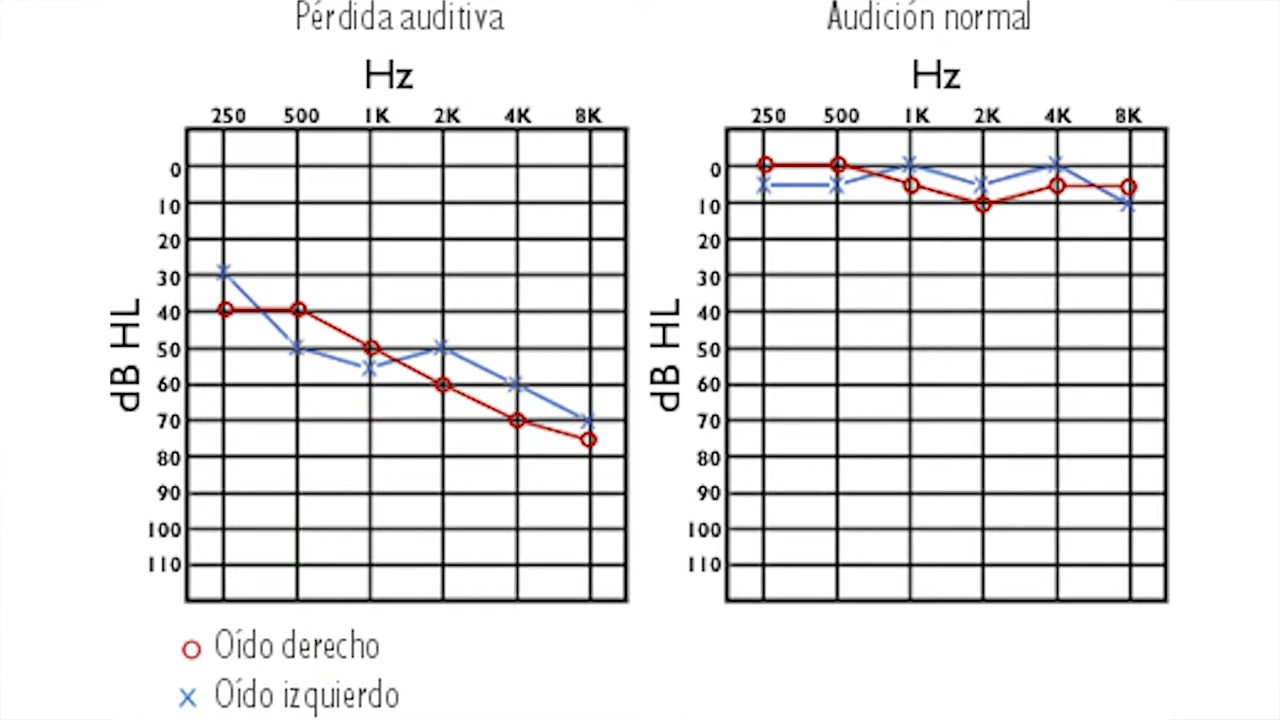 Pérdida auditiva
Hz
250 500 1K 2K 4K 8K
0
10
20
30
40
50
60
70
80
90
100
110
dB HL
Audición normal
Hz
250 500 1K 2K 4K 8K
0
10
20
30
40
50
60
70
80
90
100
110
dB HL
Oído derecho
Oído izquierdo